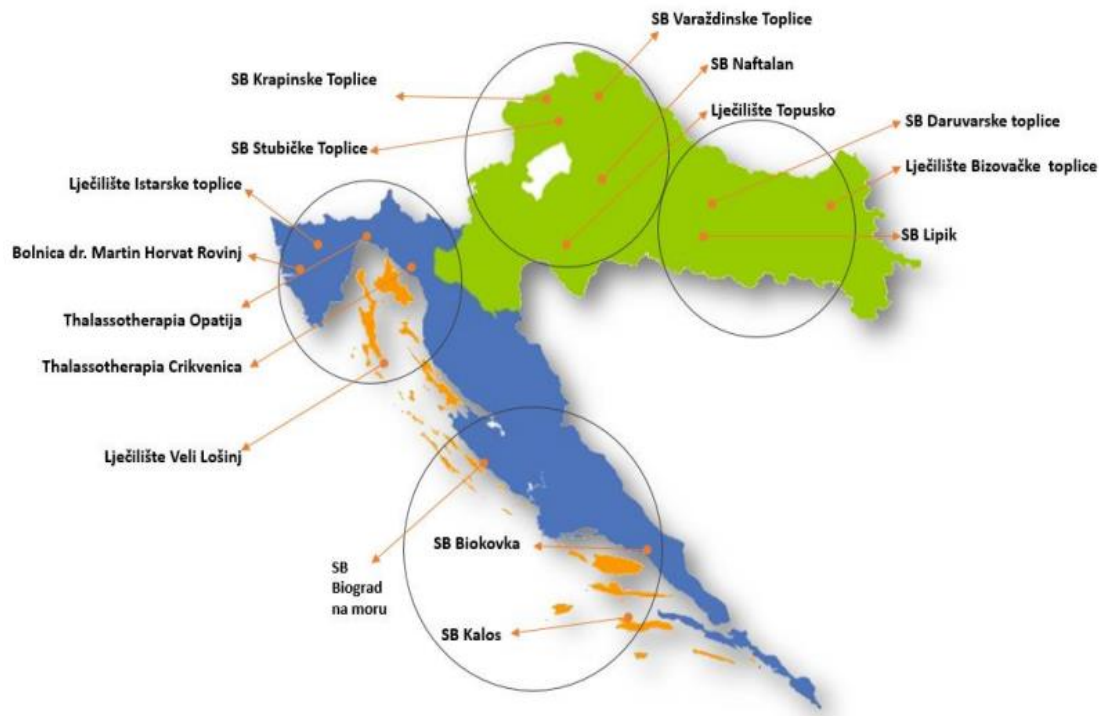 SB Varaždinske Toplice
SB Naftalan
SB Krapinske Toplice
Lječilište Topusko
SB Daruvarske toplice
SB Stubičke Toplice
Lječilište Bizovačke toplice
Lječilište Istarske toplice
SB Lipik
Bolnica dr. Martin Horvat Rovinj
Thalassotherapia Opatija
Thalassotherapia Crikvenica
Lječilište Veli Lošinj
SB Biokovka
SB
Biograd
na moru
SB Kalos